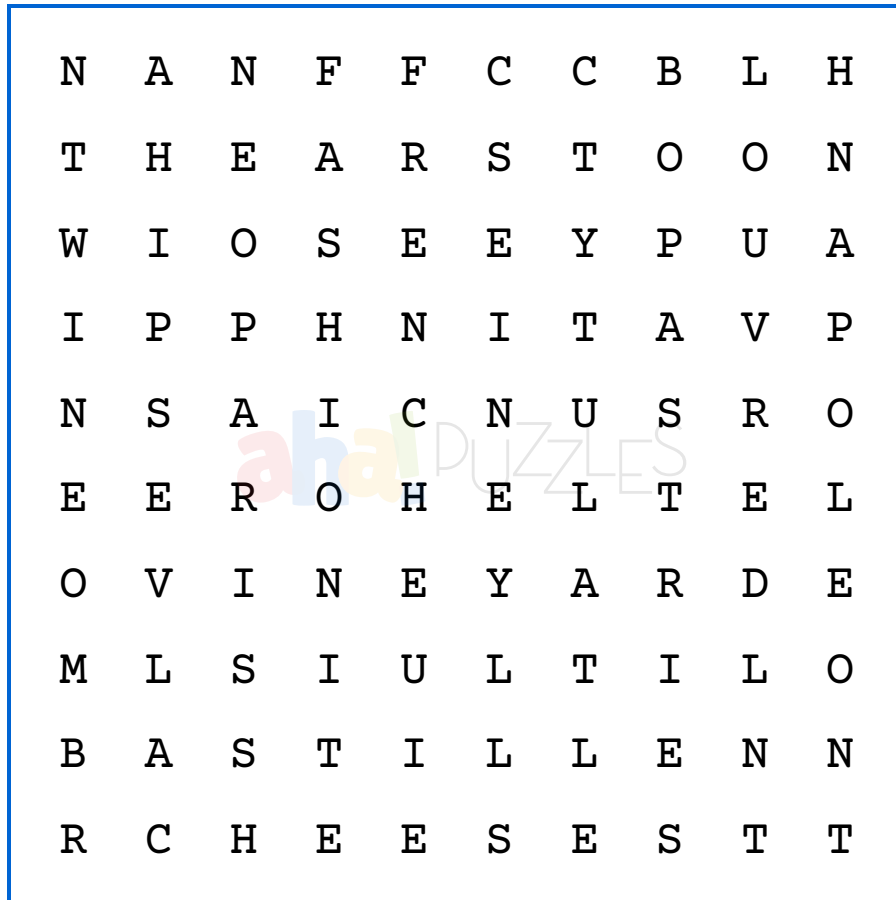 N A N F F C C B L H
T H E A R S T O O N
W I O S E E Y P U A
I P P H N I T A V P
N S A I C N U S R O
E E R O H E L T E L
O V I N E Y A R D E
M L S I U L T I L O
B A S T I L L E N N
R C H E E S E S T T
aha! PUZZLES